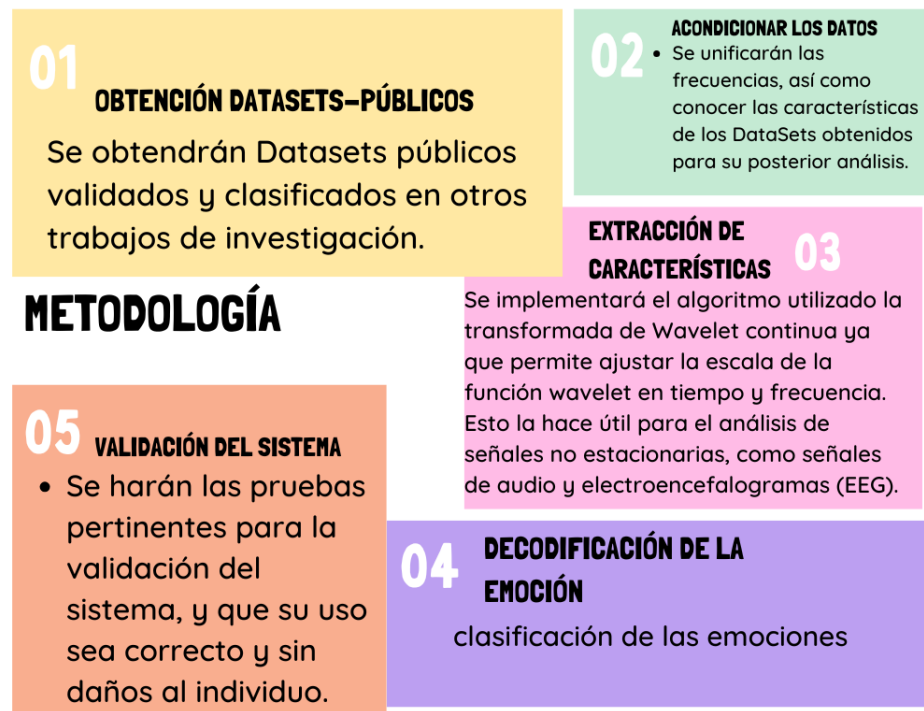 01
OBTENCIÓN DATASETS-PÚBLICOS
Se obtendrán Datasets públicos
validados y clasificados en otros
trabajos de investigación.
02
ACONDICIONAR LOS DATOS
• Se unificarán las
frecuencias, así como
conocer las características
de los DataSets obtenidos
para su posterior análisis.
METODOLOGÍA
EXTRACCIÓN DE
CARACTERÍSTICAS
03
Se implementará el algoritmo utilizado la
transformada de Wavelet continua ya
que permite ajustar la escala de la
función wavelet en tiempo y frecuencia.
Esto la hace útil para el análisis de
señales no estacionarias, como señales
de audio y electroencefalogramas (EEG).
04
DECODIFICACIÓN DE LA
EMOCIÓN
clasificación de las emociones
05
VALIDACIÓN DEL SISTEMA
• Se harán las pruebas
pertinentes para la
validación del
sistema, y que su uso
sea correcto y sin
daños al individuo.